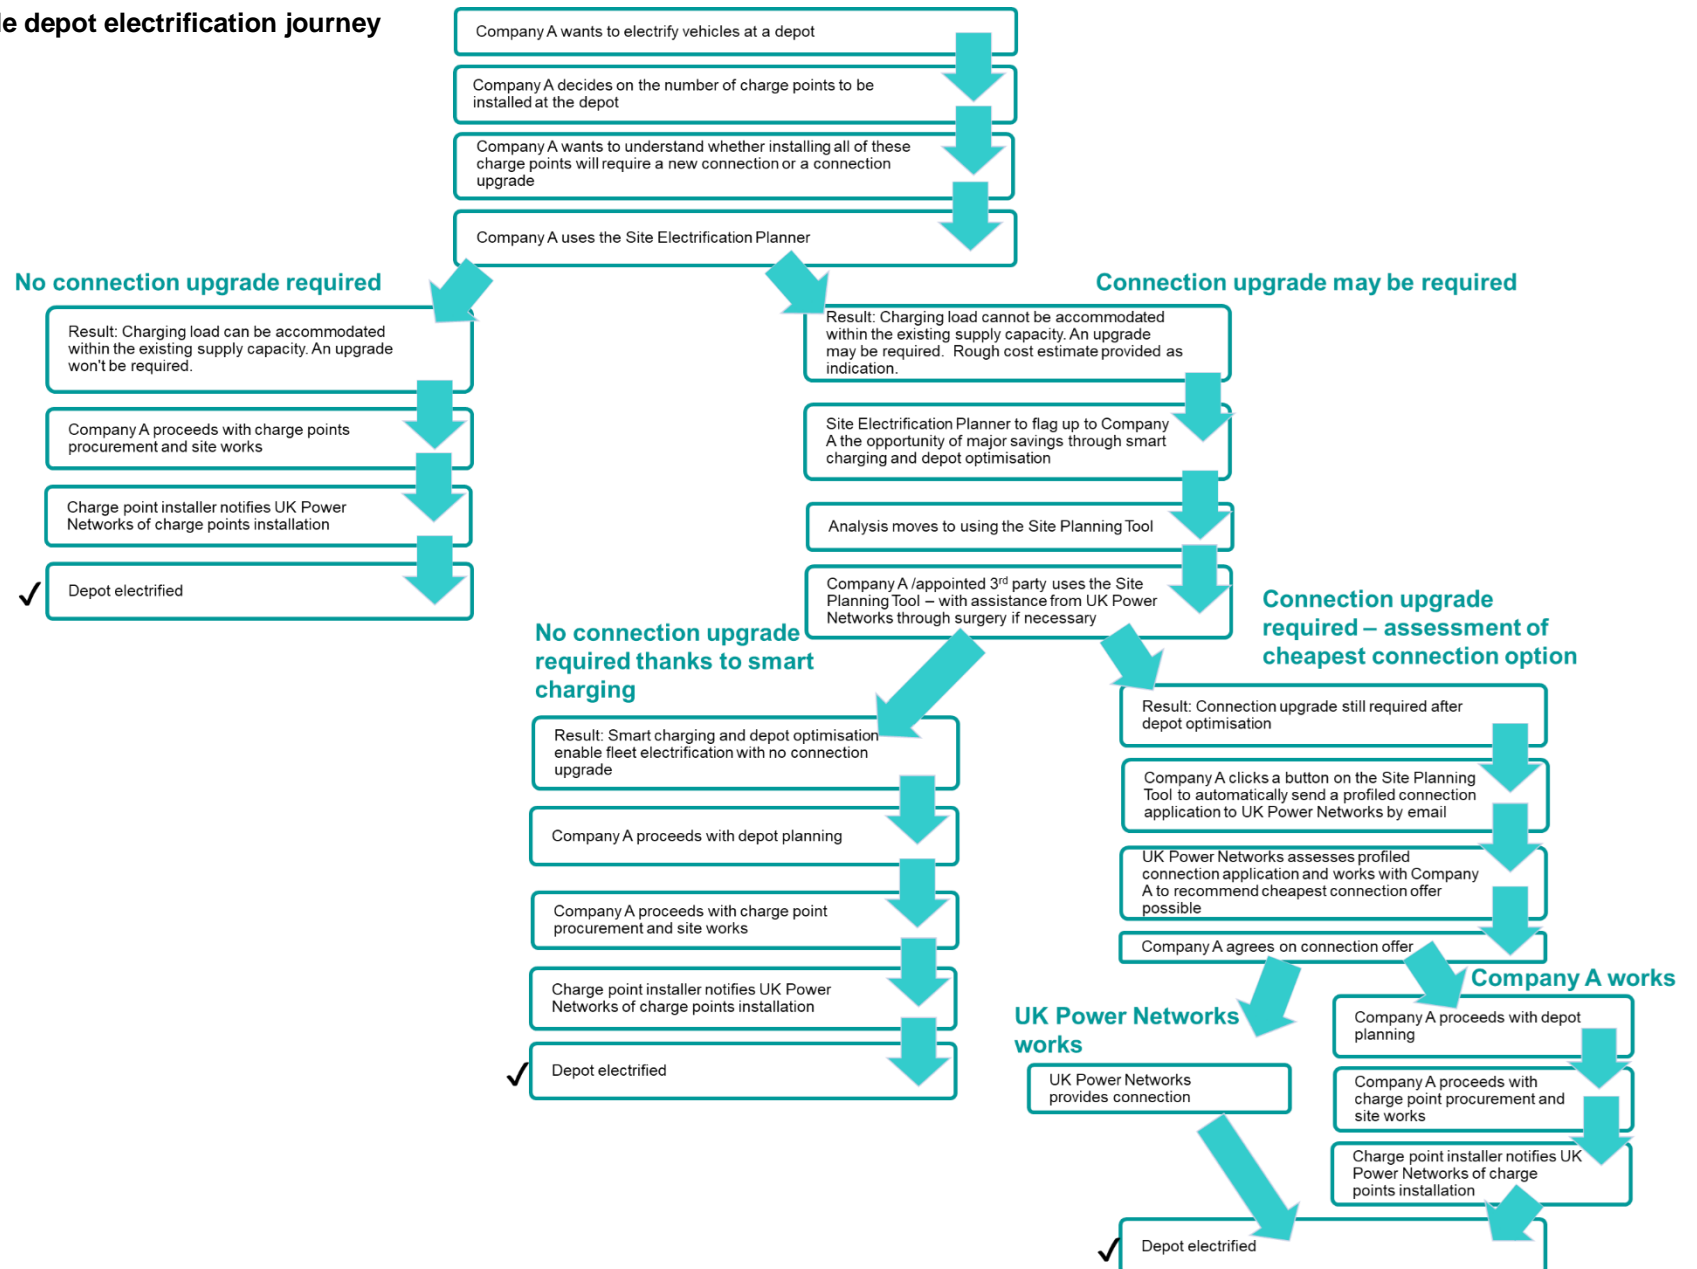 depot electrification journey
Company A wants to electrify vehicles at a depot
Company A decides on the number of charge points to be
installed at the depot
Company A wants to understand whether installing all of these
charge points will require a new connection or a connection
upgrade
Company A uses the Site Electrification Planner
No connection upgrade required
Result: Charging load can be accommodated
within the existing supply capacity. An upgrade
won't be required.
Company A proceeds with charge points
procurement and site works
Charge point installer notifies UK Power
Networks of charge points installation
✓ Depot electrified
Connection upgrade may be required
Result: Charging load cannot be accommodated
within the existing supply capacity. An upgrade
may be required. Rough cost estimate provided as
indication.
Site Electrification Planner to flag up to Company
A the opportunity of major savings through smart
charging and depot optimisation
Analysis moves to using the Site Planning Tool
Company A /appointed 3rd party uses the Site
Planning Tool – with assistance from UK Power
Networks through surgery if necessary
No connection upgrade
required thanks to smart
charging
Result: Smart charging and depot optimisation
enable fleet electrification with no connection
upgrade
Company A proceeds with depot planning
Company A proceeds with charge point
procurement and site works
Charge point installer notifies UK Power
Networks of charge points installation
✓ Depot electrified
Connection upgrade
required – assessment of
cheapest connection option
Result: Connection upgrade still required after
depot optimisation
Company A clicks a button on the Site Planning
Tool to automatically send a profiled connection
application to UK Power Networks by email
UK Power Networks assesses profiled
connection application and works with Company
A to recommend cheapest connection offer
possible
Company A agrees on connection offer
UK Power Networks
works
UK Power Networks
provides connection
Company A works
Company A proceeds with depot
planning
Company A proceeds with
charge point procurement and
site works
Charge point installer notifies UK
Power Networks of charge
points installation
✓ Depot electrified